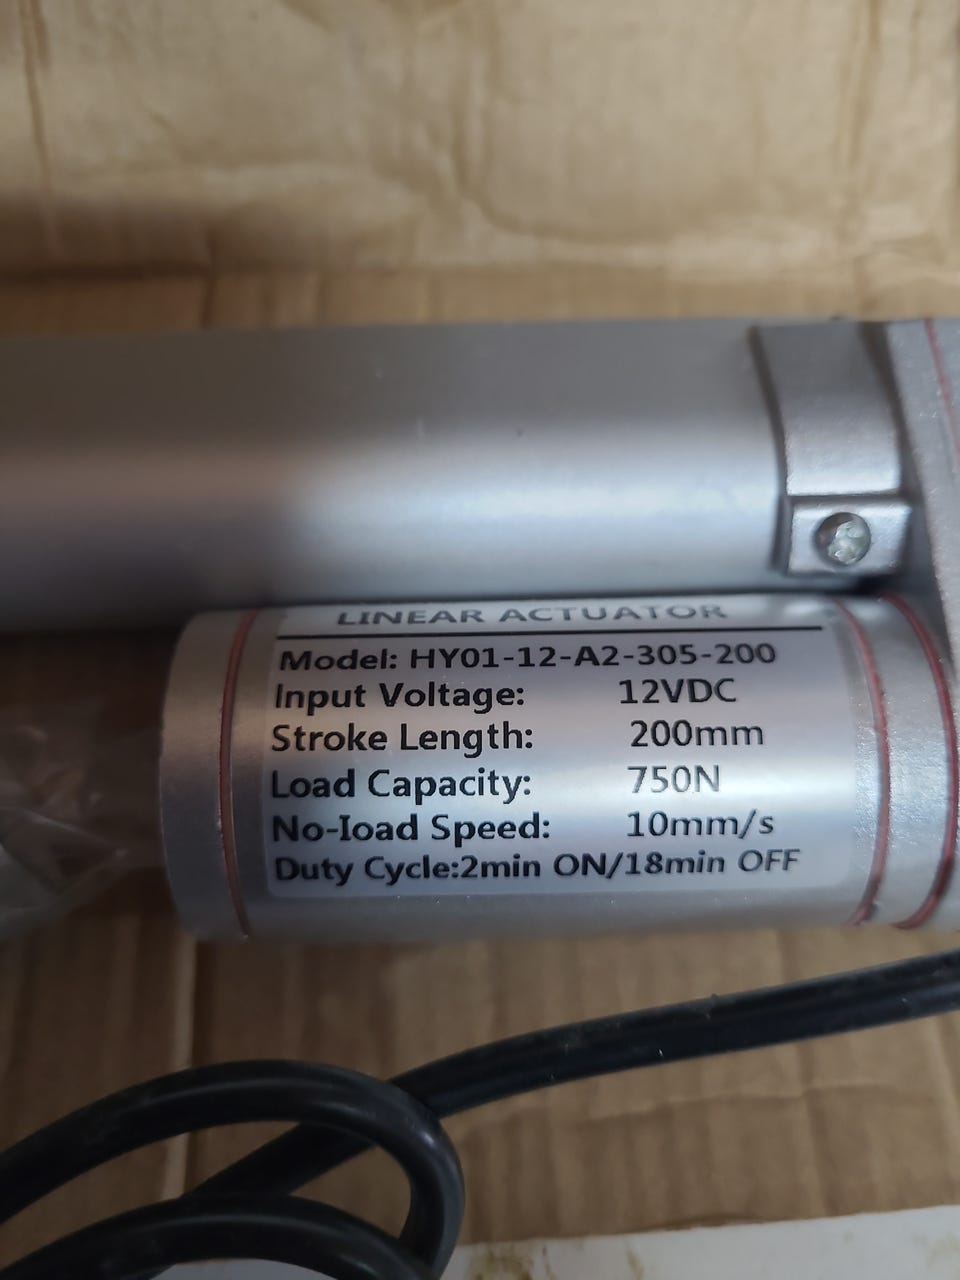 LINEAR ACTUATOR
Model: HY01-12-A2-305-200
Input Voltage: 12VDC
Stroke Length: 200mm
Load Capacity: 750N
No-Ioad Speed: 10mm/s
Duty Cycle:2min ON/18min OFF